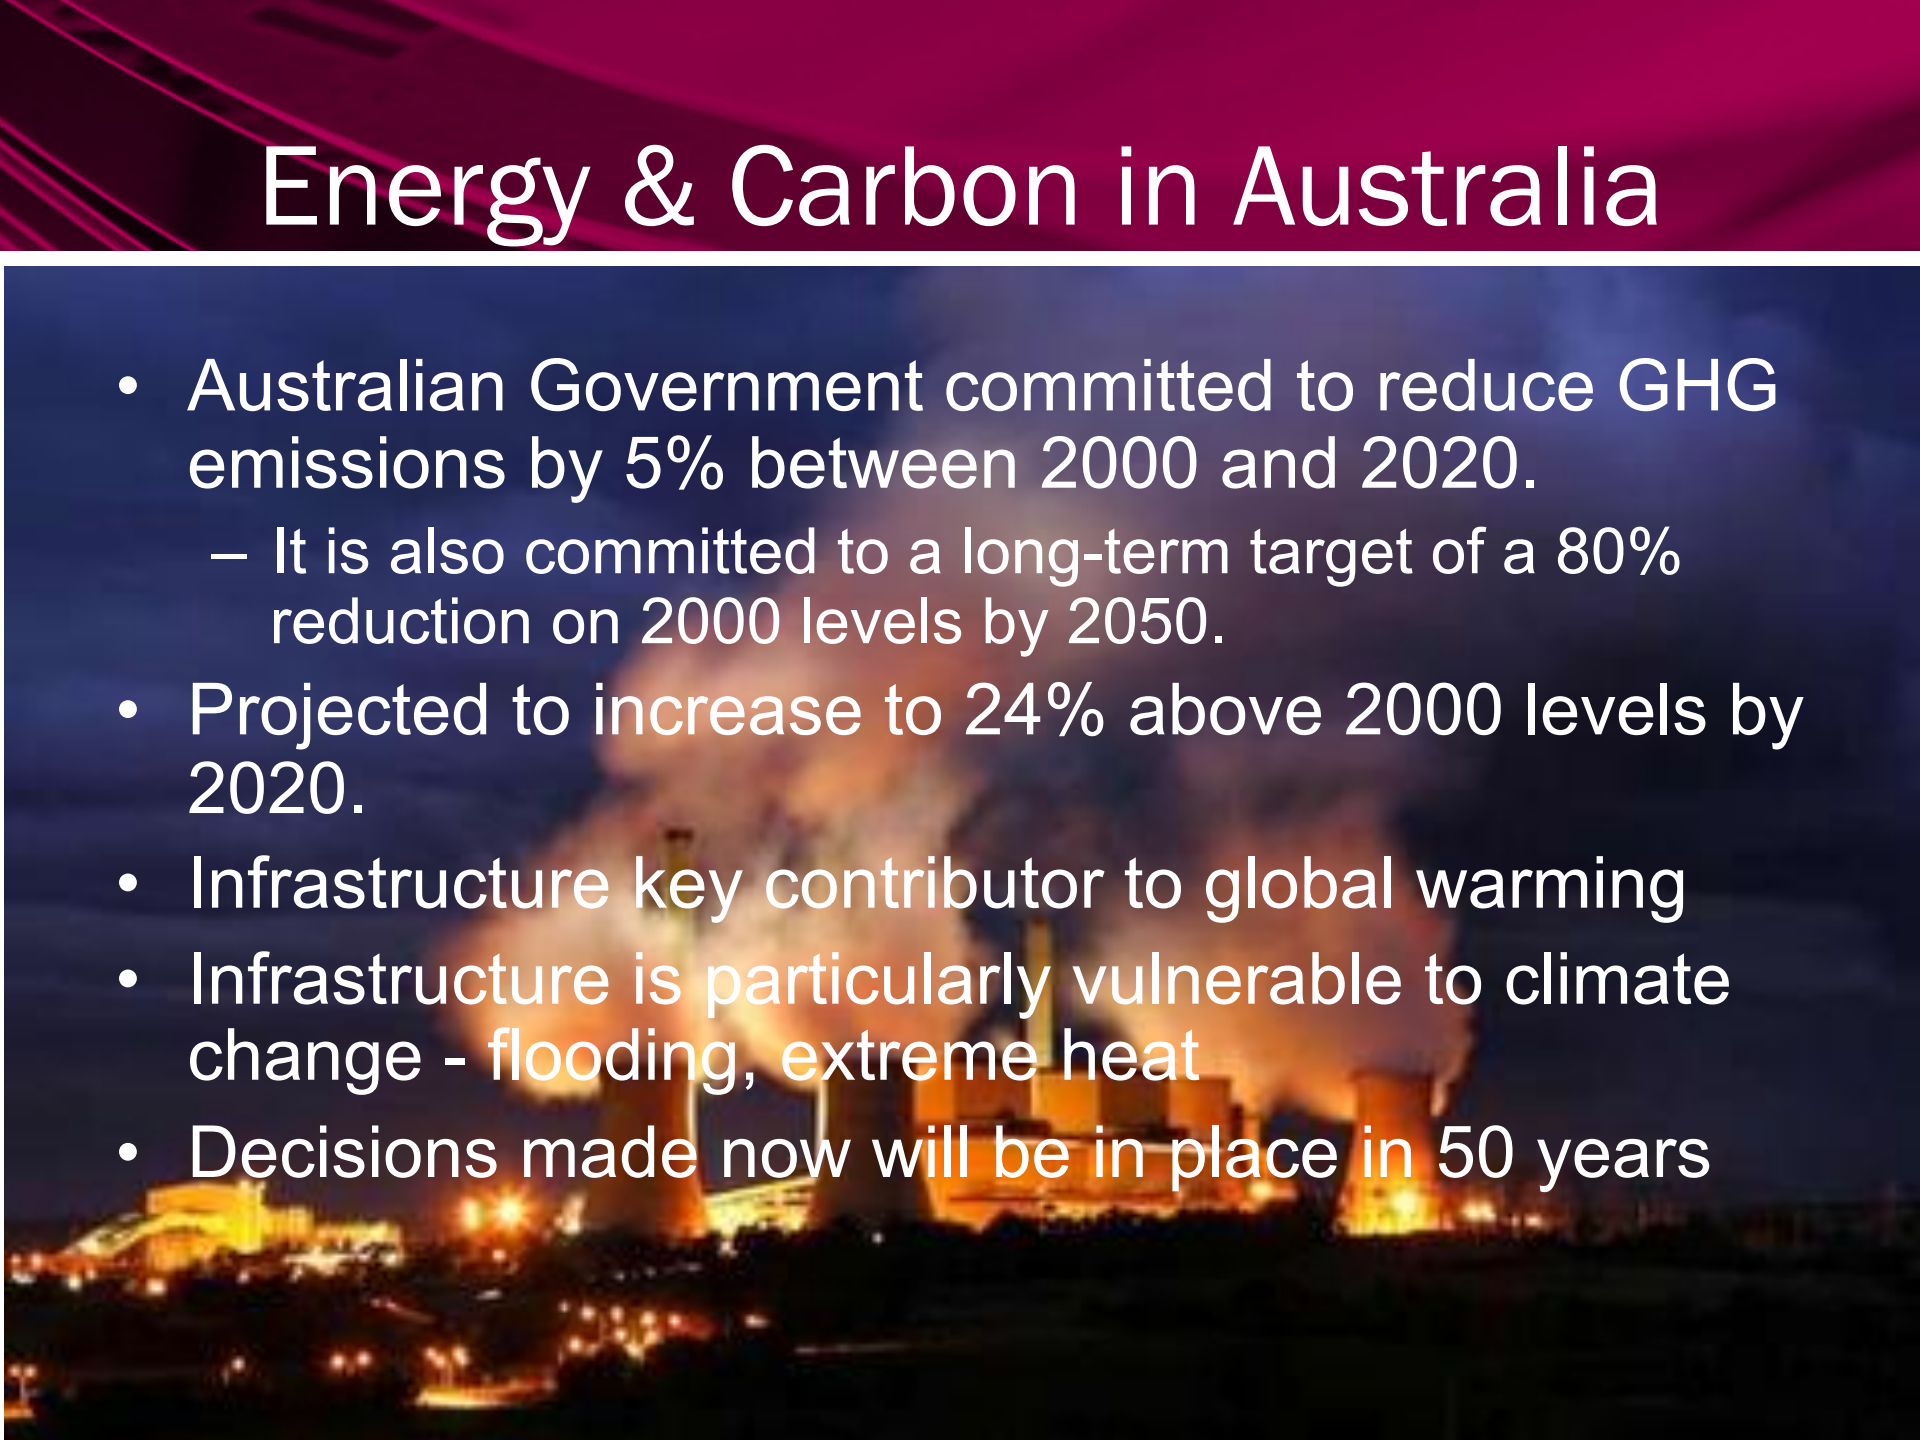 Energy & Carbon in Australia
• Australian Government committed to reduce GHG
emissions by 5% between 2000 and 2020.
– It is also committed to a long-term target of a 80%
reduction on 2000 levels by 2050.
• Projected to increase to 24% above 2000 levels by
2020.
• Infrastructure key contributor to global warming
• Infrastructure is particularly vulnerable to climate
change - flooding, extreme heat
• Decisions made now will be in place in 50 years